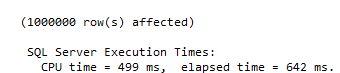 (1000000 row(s) affected)
SQL Server Execution Times:
CPU time = 499 ms,  elapsed time = 642 ms.